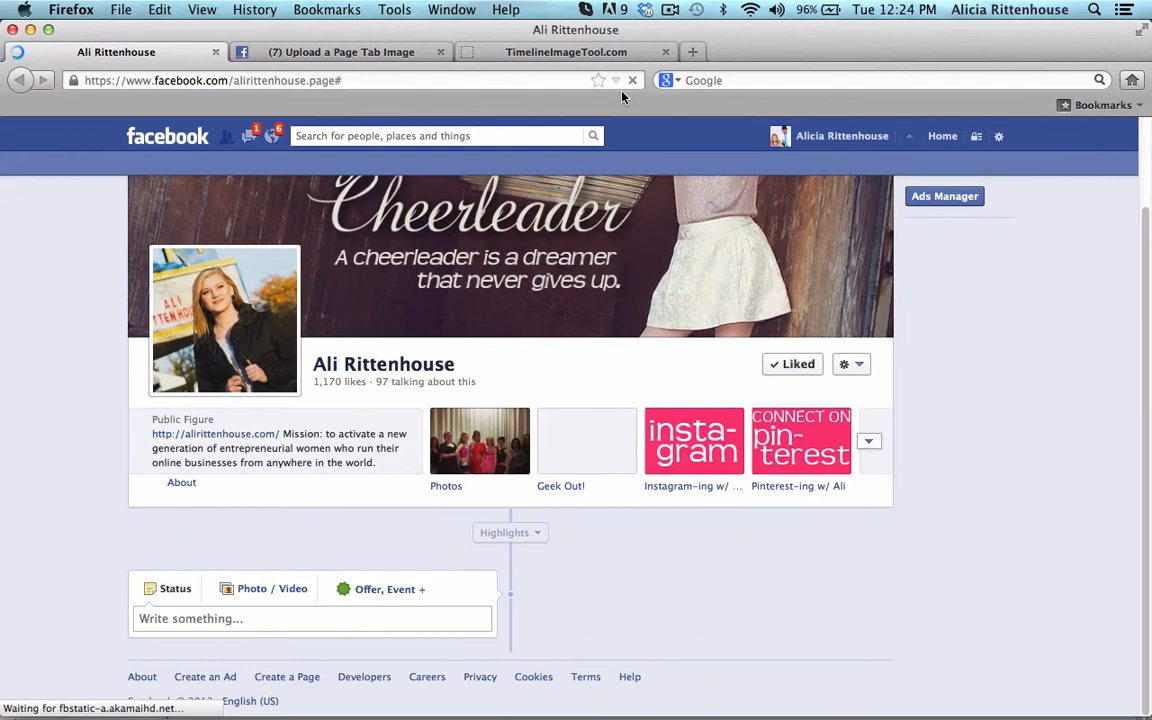 Firefox File Edit View History Bookmarks Tools Window Help 9 96% Tue 12:24 PM Alicia Rittenhouse
Ali Rittenhouse
Ali Rittenhouse (7) Upload a Page Tab Image TimelineImageTool.com
https://www.facebook.com/alirittenhouse.page# Google
Bookmarks
facebook 1 6 Search for people, places and things Alicia Rittenhouse Home
Ads Manager
Cheerleader
A cheerleader is a dreamer
that never gives up.
ALI
Ali Rittenhouse
1,170 likes · 97 talking about this
Liked
Public Figure
http://alirittenhouse.com/ Mission: to activate a new
generation of entrepreneurial women who run their
online businesses from anywhere in the world.
About
Photos
Geek Out!
insta-
gram
Instagram-ing w/ ...
CONNECT ON
pin-
terest
Pinterest-ing w/ Ali
Highlights
Status Photo / Video Offer, Event +
Write something...
About Create an Ad Create a Page Developers Careers Privacy Cookies Terms Help
English (US)
Waiting for fbstatic-a.akamaihd.net...